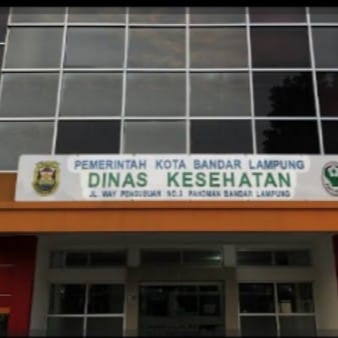 PEMERINTAH KOTA BANDAR LAMPUNG
DINAS KESEHATAN
JL. WAY PENGUBUAN NO.3 PAHOMAN BANDAR LAMPUNG